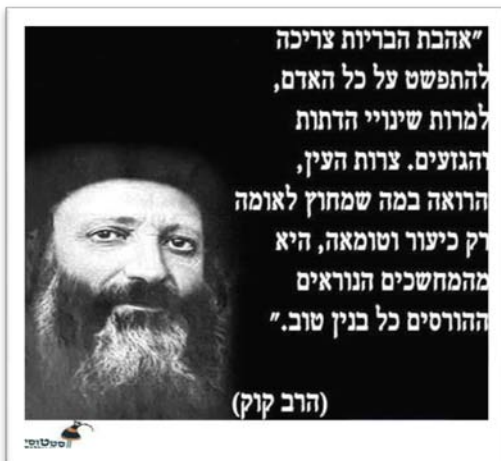 "אהבת הבריות צריכה
להתפשט על כל האדם,
למרות שינויי הדתות
והגזעים. צרות העין,
הרואה במה שמחוץ לאומה
רק כיעור וטומאה, היא
מהמחשכים הנוראים
ההורסים כל בנין טוב."
(הרב קוק)